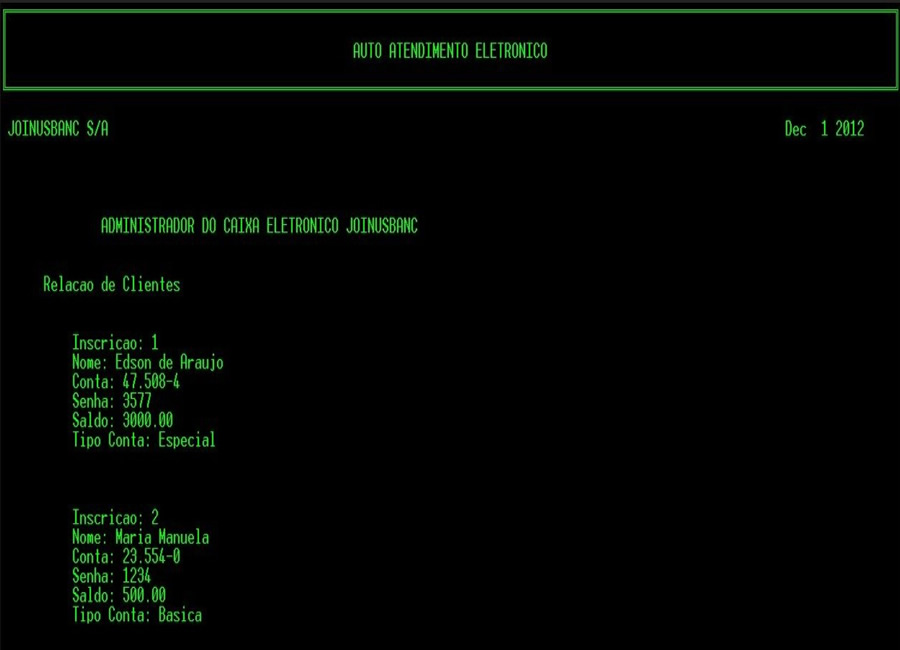 AUTO ATENDIMENTO ELETRONICO
JOINUSBANC S/A Dec 1 2012
ADMINISTRADOR DO CAIXA ELETRONICO JOINUSBANC
Relacao de Clientes
Inscricao: 1
Nome: Edson de Araujo
Conta: 47.508-4
Senha: 3577
Saldo: 3000.00
Tipo Conta: Especial
Inscricao: 2
Nome: Maria Manuela
Conta: 23.554-0
Senha: 1234
Saldo: 500.00
Tipo Conta: Basica